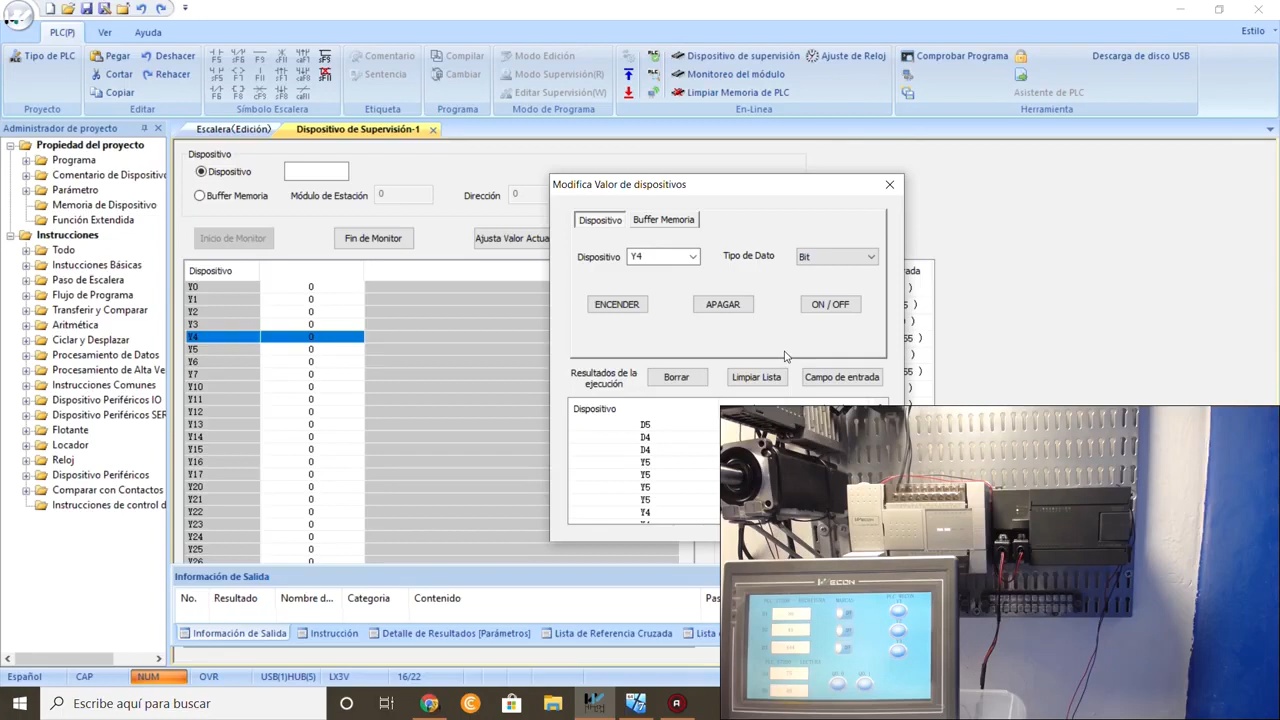 PLC(P)
Ver
Ayuda
Estilo
Tipo de PLC
Proyecto
Pegar
Deshacer
Cortar
Rehacer
Copiar
Editar
F5 F6 F7 F8
Símbolo Escalera
Comentario
Sentencia
Etiqueta
Compilar
Cambiar
Programa
Modo Edición
Modo Supervisión(R)
Editar Supervisión(W)
Modo de Programa
Dispositivo de supervisión
Ajuste de Reloj
Monitoreo del módulo
Limpiar Memoria de PLC
En-Linea
Comprobar Programa
Descarga de disco USB
Asistente de PLC
Herramienta
Administrador de proyecto
Propiedad del proyecto
Programa
Comentario de Dispositivo
Parámetro
Memoria de Dispositivo
Función Extendida
Instrucciones
Todo
Instucciones Básicas
Paso de Escalera
Flujo de Programa
Transferir y Comparar
Aritmética
Ciclar y Desplazar
Procesamiento de Datos
Procesamiento de Alta Ve
Instrucciones Comunes
Dispositivo Periféricos IO
Dispositivo Periféricos SER
Flotante
Locador
Reloj
Dispositivo Periféricos
Comparar con Contactos
Instrucciones de control d
Escalera(Edición)
Dispositivo de Supervisión-1
Dispositivo
Dispositivo
Buffer Memoria
Módulo de Estación
0
Dirección
0
Inicio de Monitor
Fin de Monitor
Ajusta Valor Actua
Dispositivo
Y0 0
Y1 0
Y2 0
Y3 0
Y4 0
Y5 0
Y6 0
Y7 0
Y10 0
Y11 0
Y12 0
Y13 0
Y14 0
Y15 0
Y16 0
Y17 0
Y20 0
Y21 0
Y22 0
Y23 0
Y24 0
Y25 0
Y26
rada
Modifica Valor de dispositivos
Dispositivo
Buffer Memoria
Dispositivo
Y4
Tipo de Dato
Bit
ENCENDER
APAGAR
ON / OFF
Resultados de la
ejecución
Borrar
Limpiar Lista
Campo de entrada
Dispositivo
D5
D4
D4
Y5
Y5
Y5
Y5
Y4
WECON
Información de Salida
No.
Resultado
Nombre d...
Categoria
Contenido
Pas
Información de Salida
Instrucción
Detalle de Resultados [Parámetros]
Lista de Referencia Cruzada
Lista
Español
CAP
NUM
OVR
USB(1)HUB(5)
LX3V
16/22
Escribe aquí para buscar